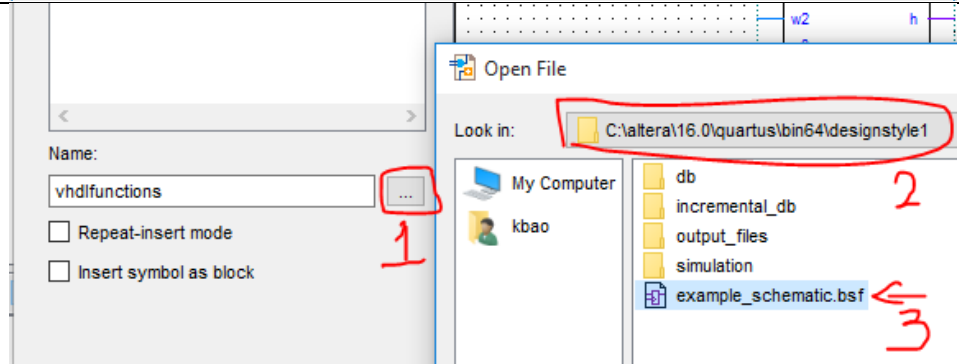 w2 h
Open File
Look in: C:\altera\16.0\quartus\bin64\designstyle1
Name:
vhdlfunctions ...
Repeat-insert mode
Insert symbol as block
1
My Computer
kbao
db
incremental_db
output_files
simulation
example_schematic.bsf
2
3